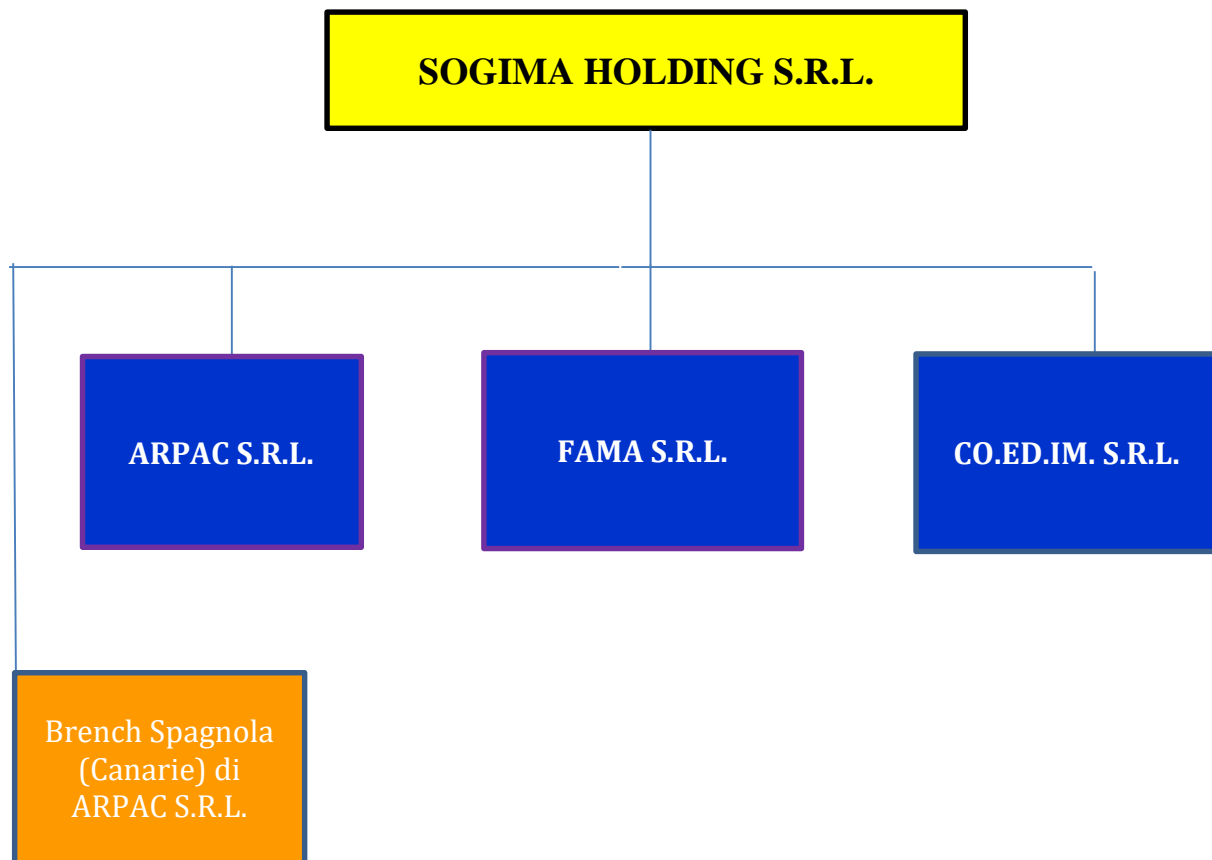 SOGIMA HOLDING S.R.L.
ARPAC S.R.L.
FAMA S.R.L.
CO.ED.IM. S.R.L.
Brench Spagnola
(Canarie) di
ARPAC S.R.L.